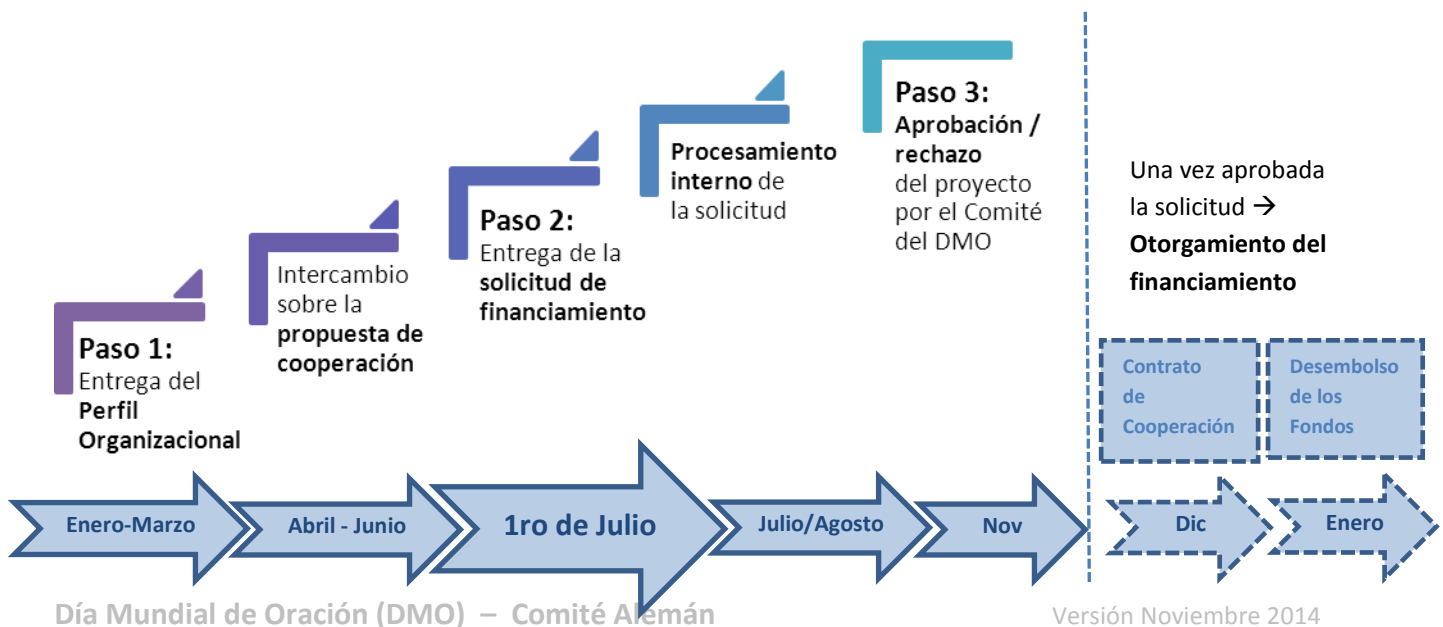 Paso 1:
Entrega del
Perfil
Organizacional
Intercambio
sobre la
propuesta de
cooperación
Paso 2:
Entrega de la
solicitud de
financiamiento
Procesamiento
interno de
la solicitud
Paso 3:
Aprobación /
rechazo
del proyecto
por el Comité
del DMO
Una vez aprobada
la solicitud →
Otorgamiento del
financiamiento
Contrato
de
Cooperación
Desembolso
de los
Fondos
Enero-Marzo
Abril - Junio
1ro de Julio
Julio/Agosto
Nov
Dic
Enero
Día Mundial de Oración (DMO) – Comité Alemán
Versión Noviembre 2014